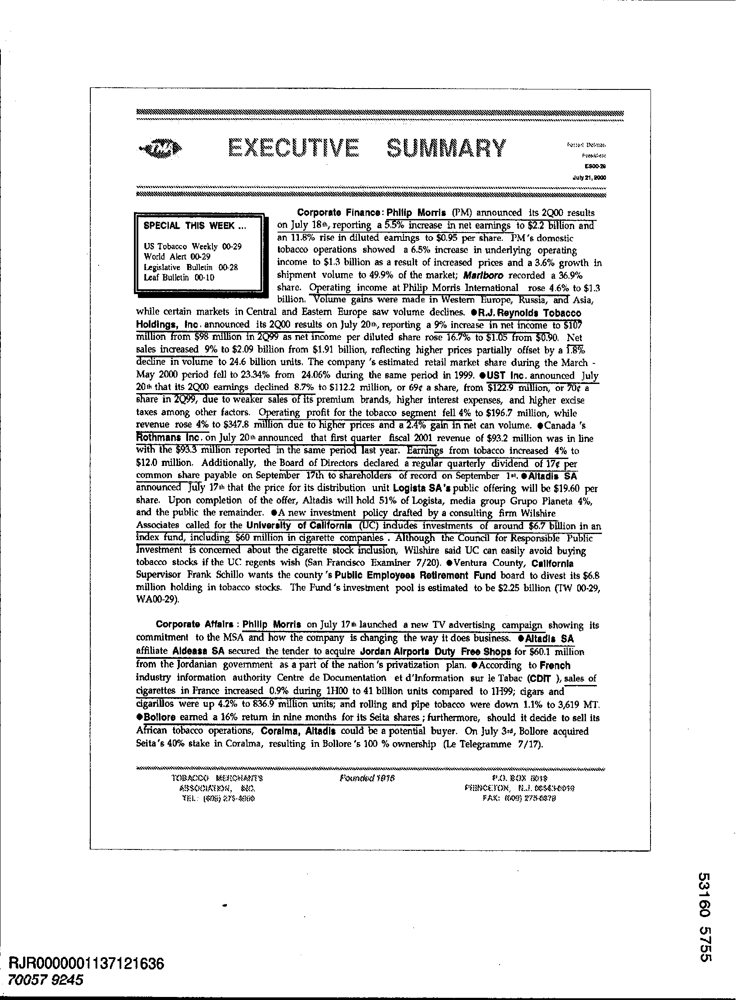 TMA
EXECUTIVE SUMMARY
President
ES00-29
July 21, 2000
SPECIAL THIS WEEK ...
US Tobacco Weekly 00-29
World Alert 00-29
Legislative Bulletin 00-28
Leaf Bulletin 00-10
Corporate Finance: Philip Morris (PM) announced its 2Q00 results
on July 18th, reporting a 5.5% increase in net earnings to $2.2 billion and
an 11.8% rise in diluted earnings to $0.95 per share. PM's domestic
tobacco operations showed a 6.5% increase in underlying operating
income to $1.3 billion as a result of increased prices and a 3.6% growth in
shipment volume to 49.9% of the market; Marlboro recorded a 36.9%
share. Operating income at Philip Morris International rose 4.6% to $1.3
billion. Volume gains were made in Western Europe, Russia, and Asia,
while certain markets in Central and Eastern Europe saw volume declines. ●R.J. Reynolds Tobacco
Holdings, Inc. announced its 2Q00 results on July 20th, reporting a 9% increase in net income to $107
million from $98 million in 2Q99 as net income per diluted share rose 16.7% to $1.05 from $0.90. Net
sales increased 9% to $2.09 billion from $1.91 billion, reflecting higher prices partially offset by a 1.8%
decline in volume to 24.6 billion units. The company's estimated retail market share during the March -
May 2000 period fell to 23.34% from 24.06% during the same period in 1999. ●UST Inc. announced July
20th that its 2Q00 earnings declined 8.7% to $112.2 million, or 69¢ a share, from $122.9 million, or 70¢ a
share in 2Q99, due to weaker sales of its premium brands, higher interest expenses, and higher excise
taxes among other factors. Operating profit for the tobacco segment fell 4% to $196.7 million, while
revenue rose 4% to $347.8 million due to higher prices and a 2.4% gain in net can volume. ●Canada's
Rothmans Inc. on July 20th announced that first quarter fiscal 2001 revenue of $93.2 million was in line
with the $93.3 million reported in the same period last year. Earnings from tobacco increased 4% to
$12.0 million. Additionally, the Board of Directors declared a regular quarterly dividend of 17¢ per
common share payable on September 17th to shareholders of record on September 1st. ●Altadis SA
announced July 17th that the price for its distribution unit Logista SA's public offering will be $19.60 per
share. Upon completion of the offer, Altadis will hold 51% of Logista, media group Grupo Planeta 4%,
and the public the remainder. ●A new investment policy drafted by a consulting firm Wilshire
Associates called for the University of California (UC) includes investments of around $6.7 billion in an
index fund, including $60 million in cigarette companies. Although the Council for Responsible Public
Investment is concerned about the cigarette stock inclusion, Wilshire said UC can easily avoid buying
tobacco stocks if the UC regents wish (San Francisco Examiner 7/20). ●Ventura County, California
Supervisor Frank Schillo wants the county's Public Employees Retirement Fund board to divest its $6.8
million holding in tobacco stocks. The Fund's investment pool is estimated to be $2.25 billion (TW 00-29,
WA00-29).
Corporate Affairs: Philip Morris on July 17th launched a new TV advertising campaign showing its
commitment to the MSA and how the company is changing the way it does business. ●Altadis SA
affiliate Aldeasa SA secured the tender to acquire Jordan Airports Duty Free Shops for $60.1 million
from the Jordanian government as a part of the nation's privatization plan. ●According to French
industry information authority Centre de Documentation et d'Information sur le Tabac (CDIT), sales of
cigarettes in France increased 0.9% during 1H00 to 41 billion units compared to 1H99; cigars and
cigarillos were up 4.2% to 836.9 million units; and rolling and pipe tobacco were down 1.1% to 3,619 MT.
●Bollore earned a 16% return in nine months for its Seita shares; furthermore, should it decide to sell its
African tobacco operations, Coralma, Altadis could be a potential buyer. On July 3rd, Bollore acquired
Seita's 40% stake in Coralma, resulting in Bollore's 100 % ownership (Le Telegramme 7/17).
TOBACCO MERCHANTS Founded 1915 P.O. BOX 8019
ASSOCIATION, INC. PRINCETON, N.J. 08543-8019
TEL: (609) 275-4900 FAX: (609) 275-8379
53160 5755
RJR0000001137121636
70057 9245